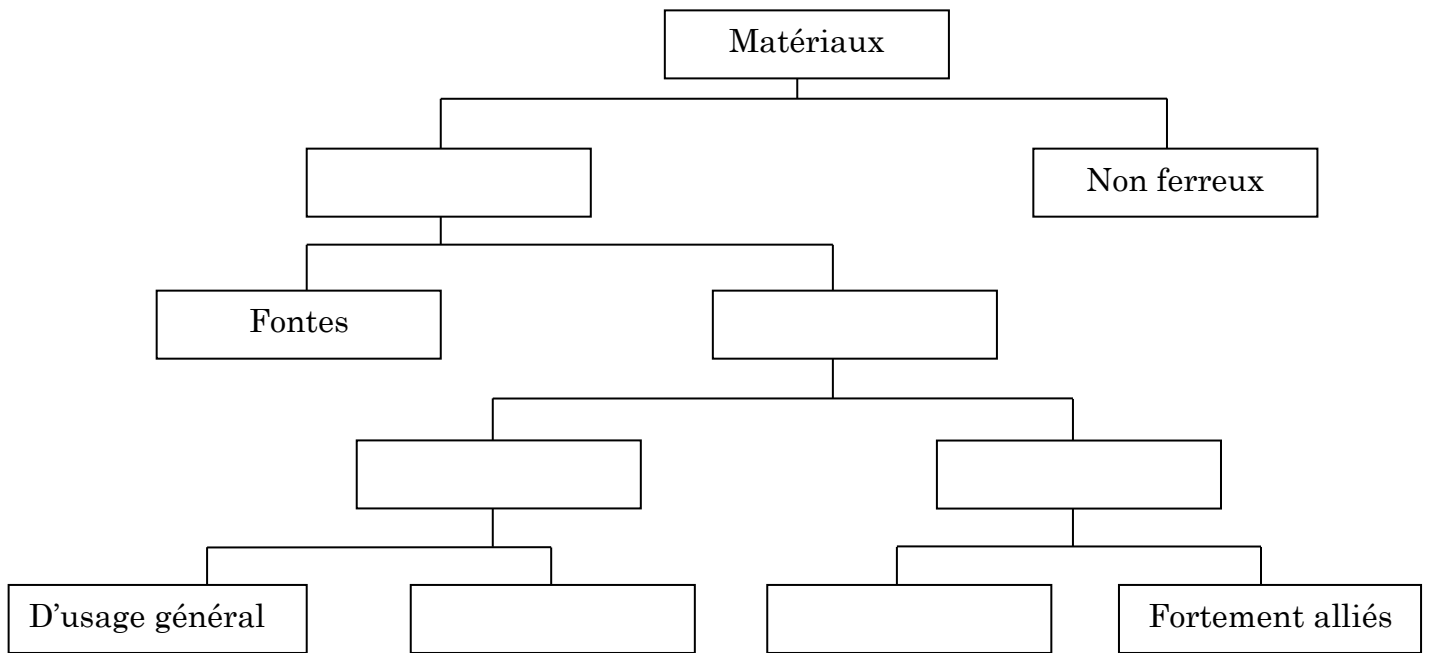 Matériaux
Non ferreux
Fontes
D'usage général
Fortement alliés